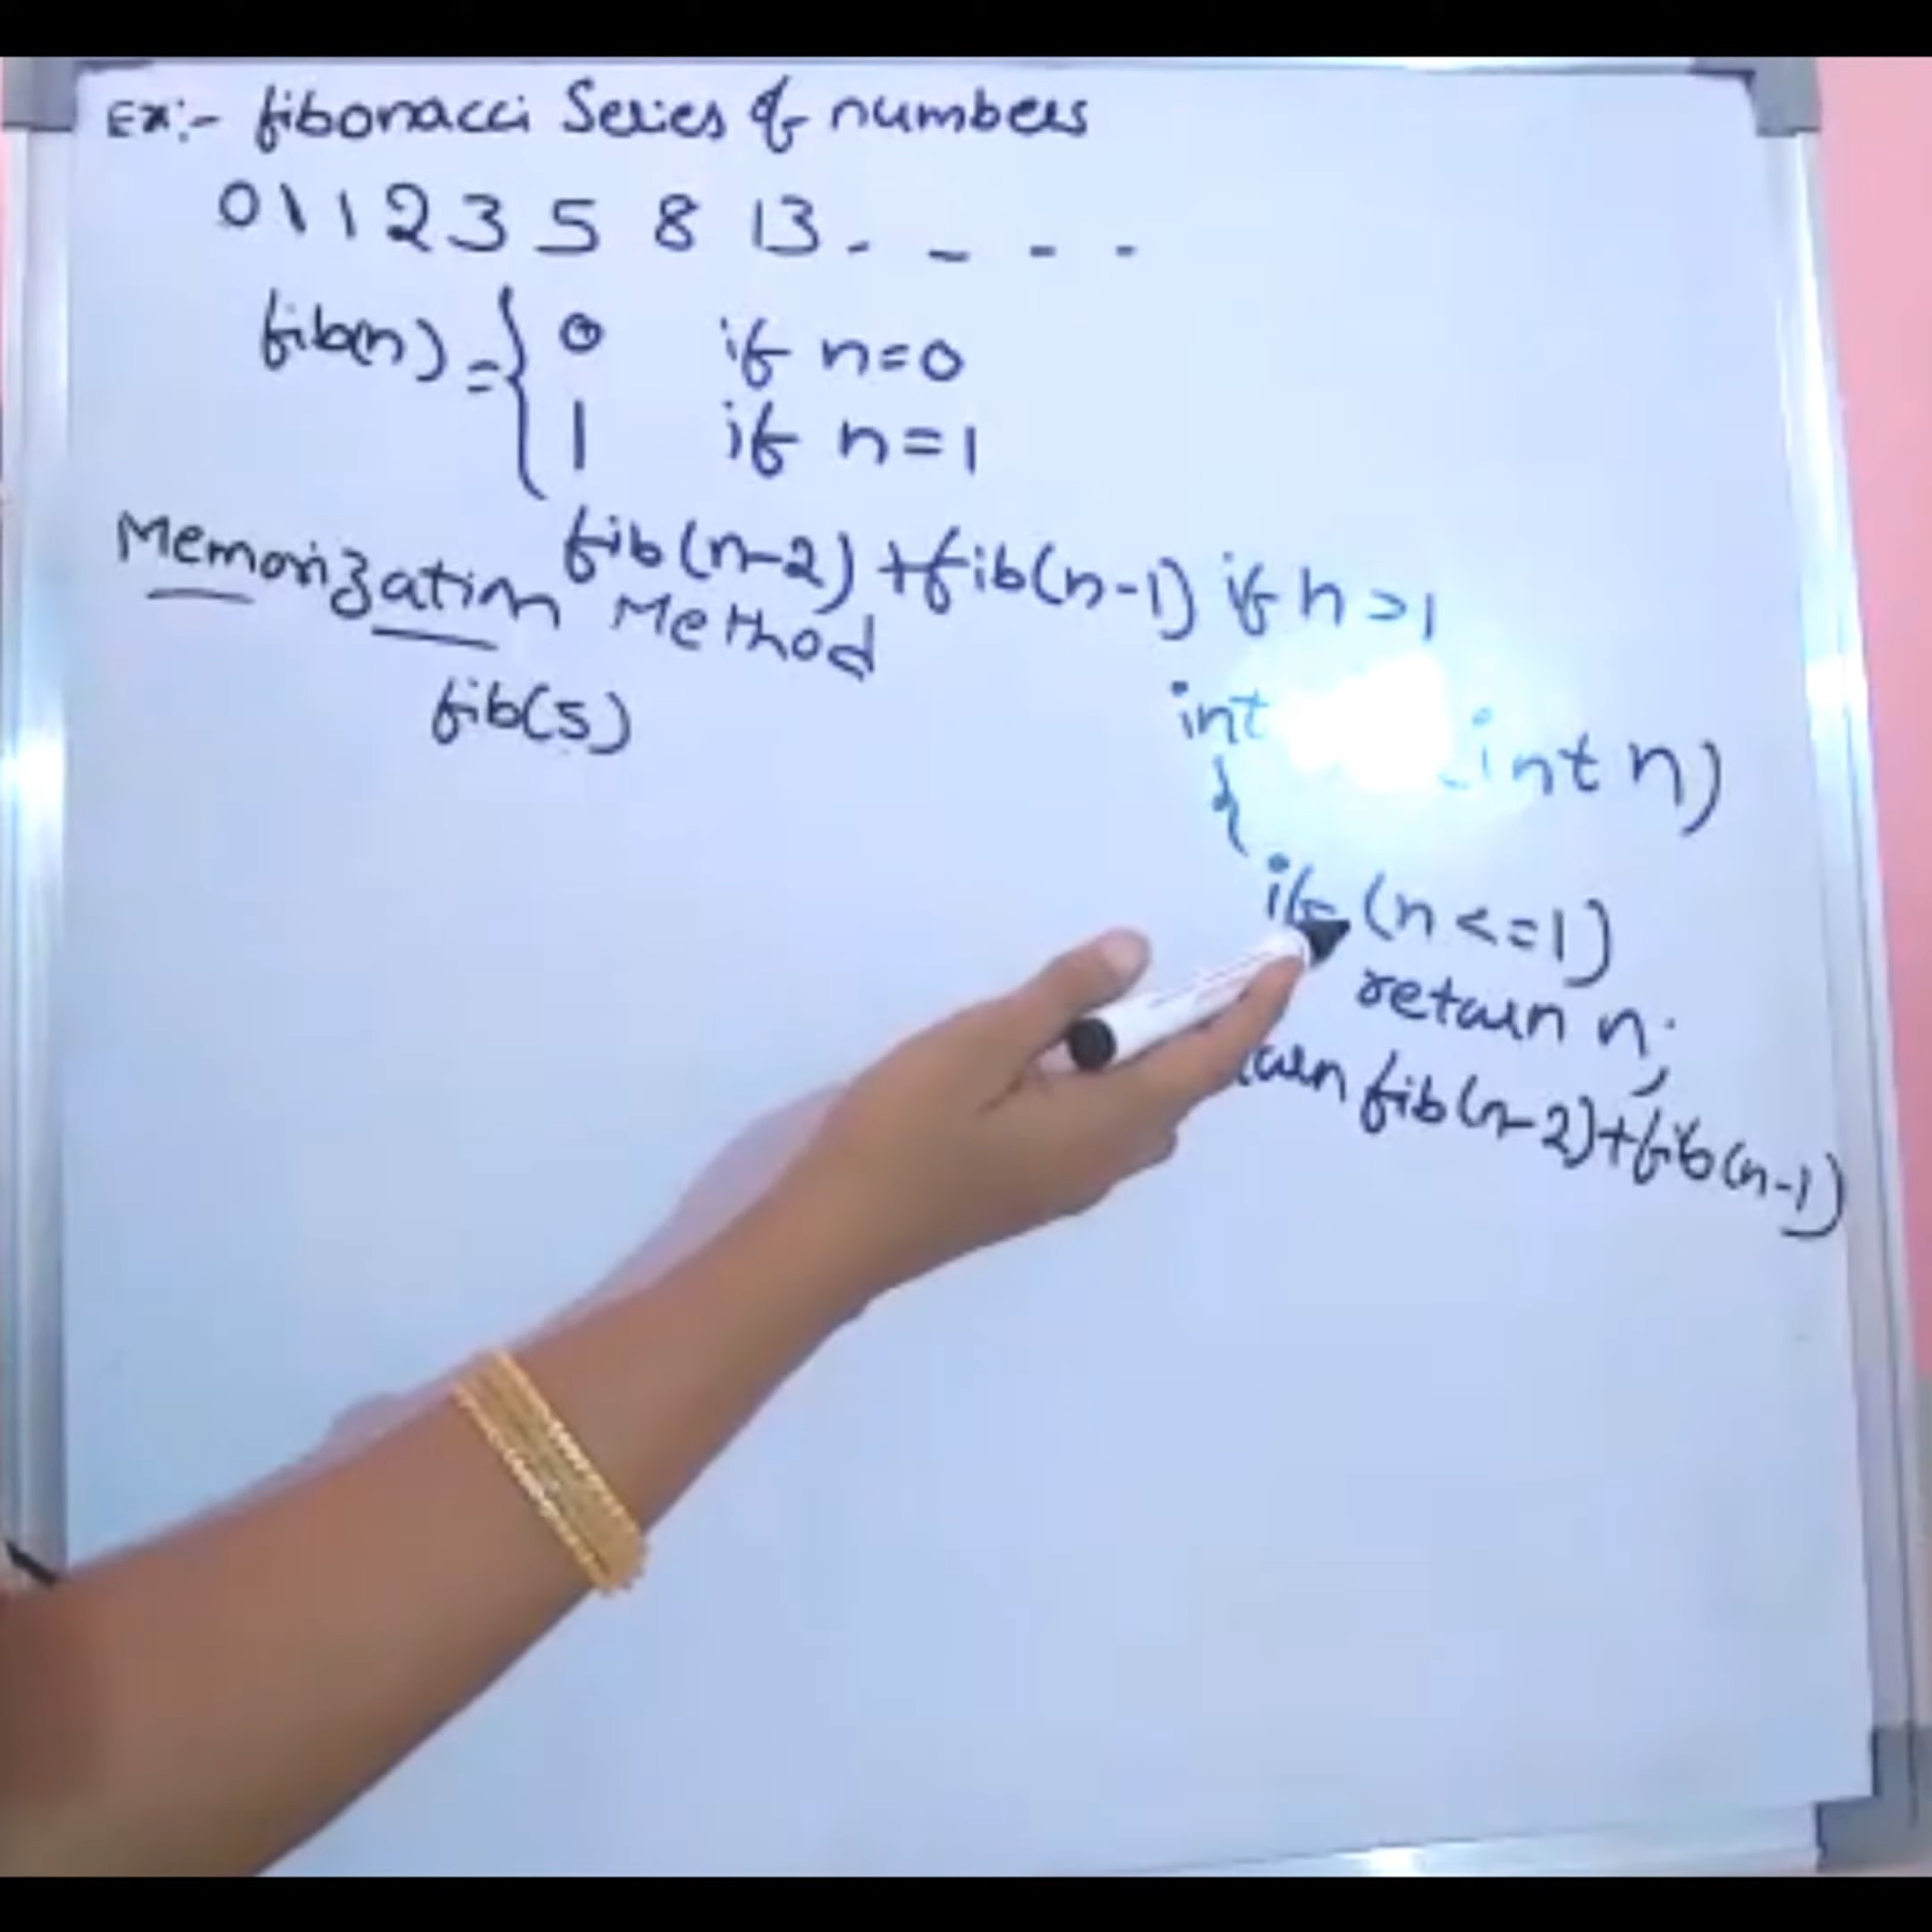 Ex:- fibonacci Series of numbers
0 1 1 2 3 5 8 13 - - - -
fib(n) = { 0 if n=0
1 if n=1
fib(n-2) + fib(n-1) if n>1
Memorization Method
fib(5)
int int n)
{
if (n<=1)
return n;
fib(n-2)+fib(n-1)